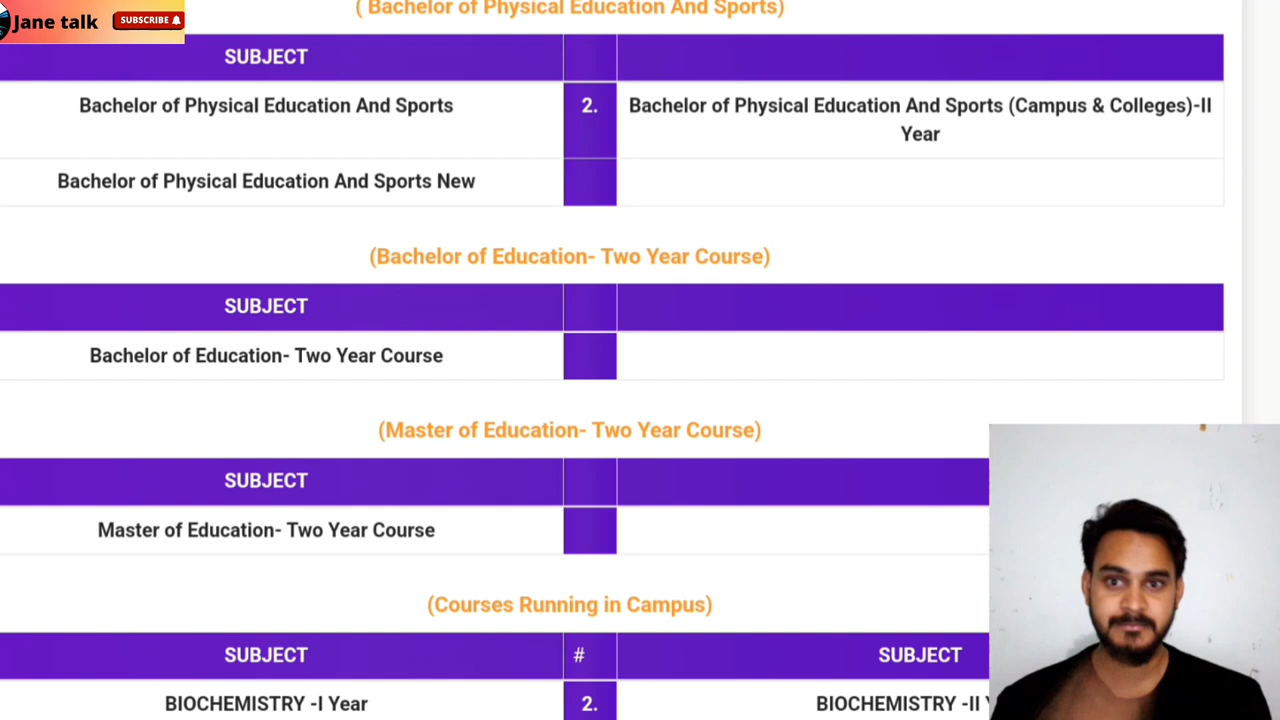 Jane talk
SUBSCRIBE
( Bachelor of Physical Education And Sports)
SUBJECT
Bachelor of Physical Education And Sports
2.
Bachelor of Physical Education And Sports (Campus & Colleges)-II
Year
Bachelor of Physical Education And Sports New
(Bachelor of Education- Two Year Course)
SUBJECT
Bachelor of Education- Two Year Course
(Master of Education- Two Year Course)
SUBJECT
Master of Education- Two Year Course
(Courses Running in Campus)
SUBJECT
#
SUBJECT
BIOCHEMISTRY -I Year
2.
BIOCHEMISTRY -II